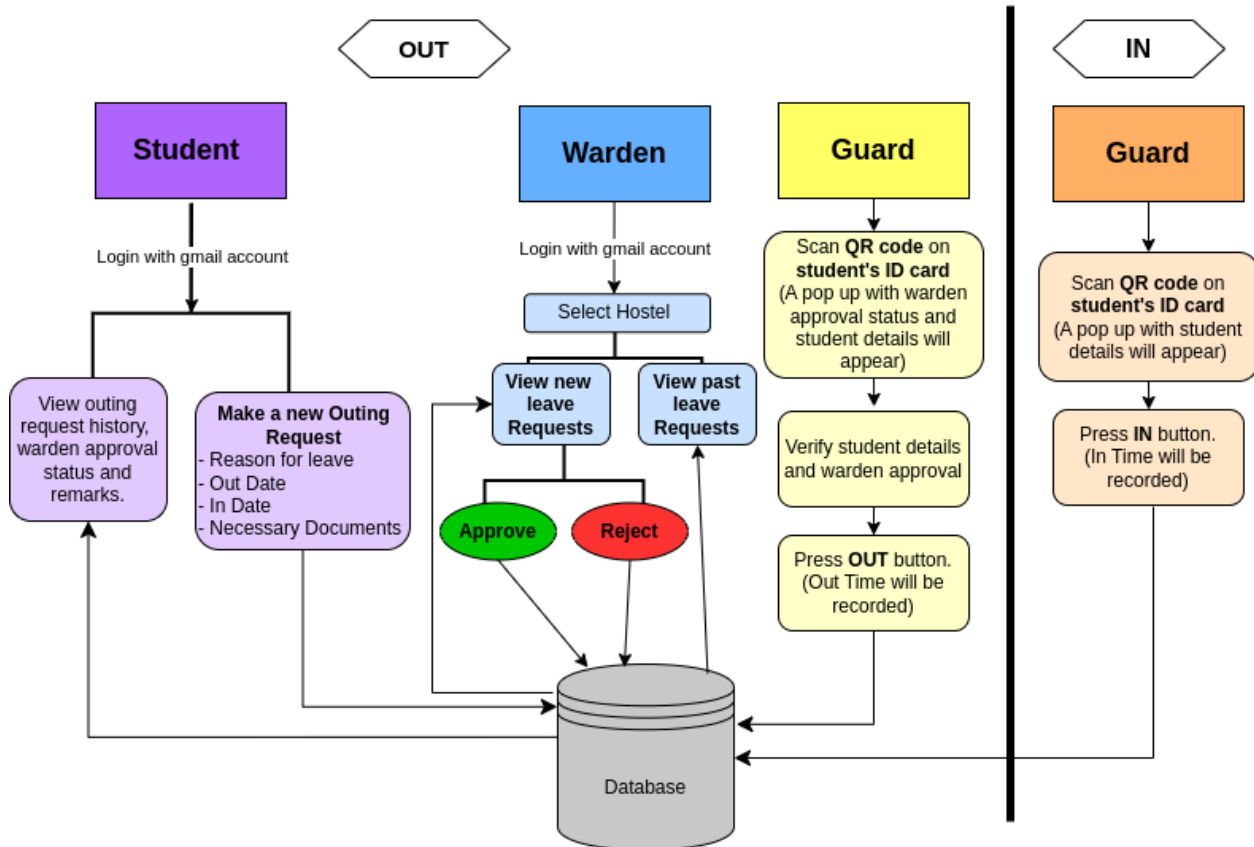 OUT
IN
Student
Warden
Guard
Guard
Login with gmail account
View outing
request history,
warden approval
status and
remarks.
Make a new Outing
Request
- Reason for leave
- Out Date
- In Date
- Necessary Documents
Login with gmail account
Select Hostel
View new
leave
Requests
View past
leave
Requests
Approve
Reject
Scan QR code on
student's ID card
(A pop up with warden
approval status and
student details will
appear)
Verify student details
and warden approval
Press OUT button.
(Out Time will be
recorded)
Scan QR code on
student's ID card
(A pop up with student
details will appear)
Press IN button.
(In Time will be
recorded)
Database